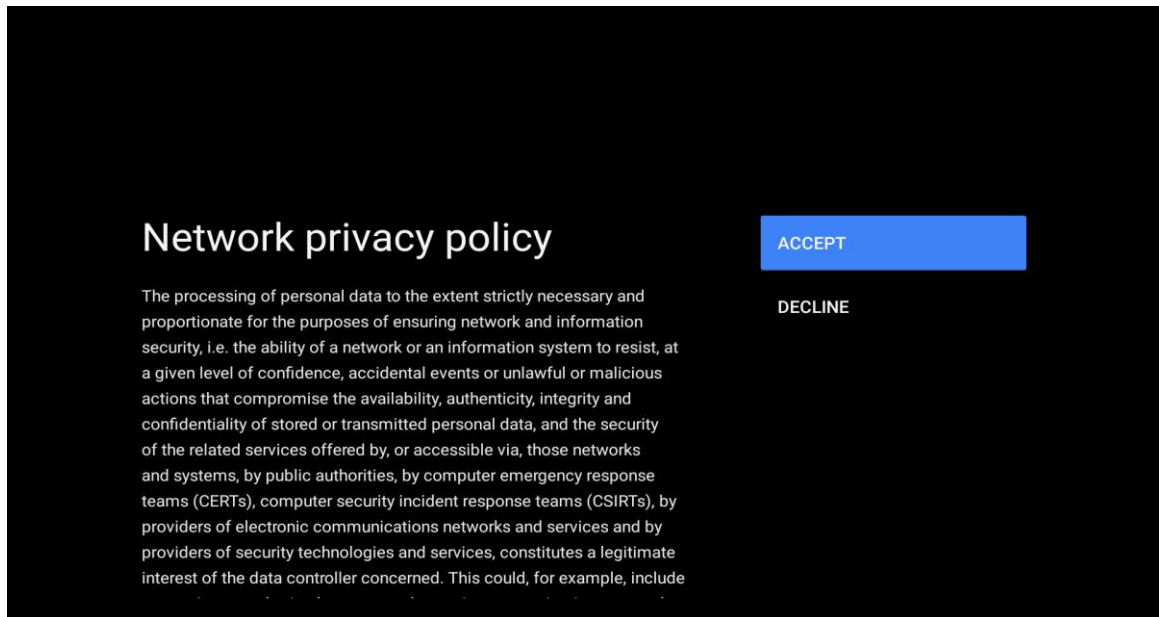 Network privacy policy
The processing of personal data to the extent strictly necessary and
proportionate for the purposes of ensuring network and information
security, i.e. the ability of a network or an information system to resist, at
a given level of confidence, accidental events or unlawful or malicious
actions that compromise the availability, authenticity, integrity and
confidentiality of stored or transmitted personal data, and the security
of the related services offered by, or accessible via, those networks
and systems, by public authorities, by computer emergency response
teams (CERTs), computer security incident response teams (CSIRTs), by
providers of electronic communications networks and services and by
providers of security technologies and services, constitutes a legitimate
interest of the data controller concerned. This could, for example, include
ACCEPT
DECLINE